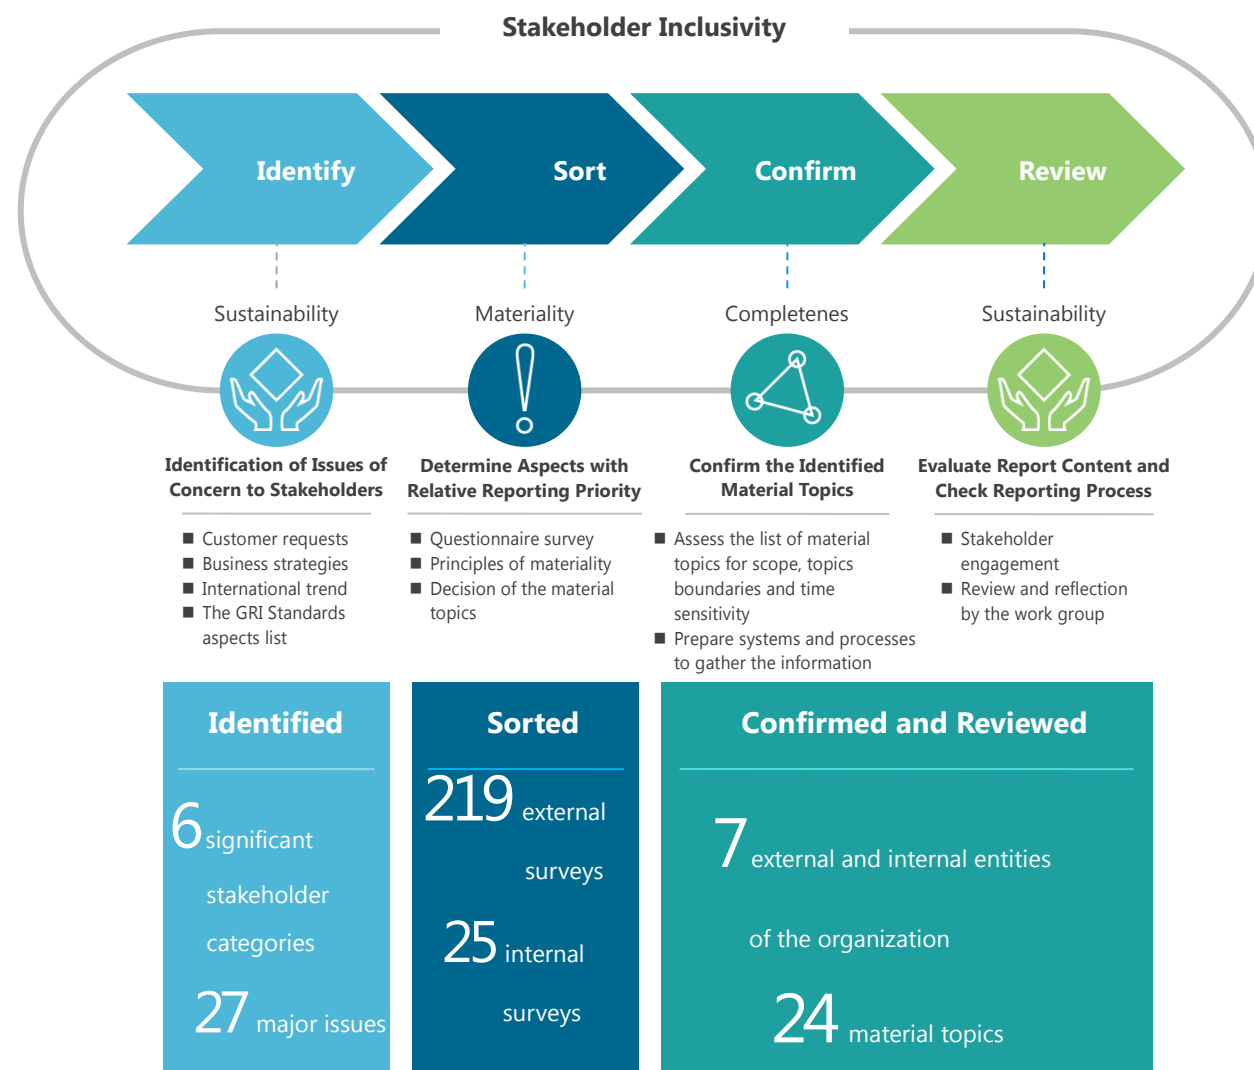 Stakeholder Inclusivity
Identify
Sort
Confirm
Review
Sustainability
Materiality
Completenes
Sustainability
Identification of Issues of
Concern to Stakeholders
■ Customer requests
■ Business strategies
■ International trend
■ The GRI Standards
aspects list
Determine Aspects with
Relative Reporting Priority
■ Questionnaire survey
■ Principles of materiality
■ Decision of the material
topics
Confirm the Identified
Material Topics
■ Assess the list of material
topics for scope, topics
boundaries and time
sensitivity
■ Prepare systems and processes
to gather the information
Evaluate Report Content and
Check Reporting Process
■ Stakeholder
engagement
■ Review and reflection
by the work group
Identified
6 significant
stakeholder
categories
27 major issues
Sorted
219 external
surveys
25 internal
surveys
Confirmed and Reviewed
7 external and internal entities
of the organization
24 material topics